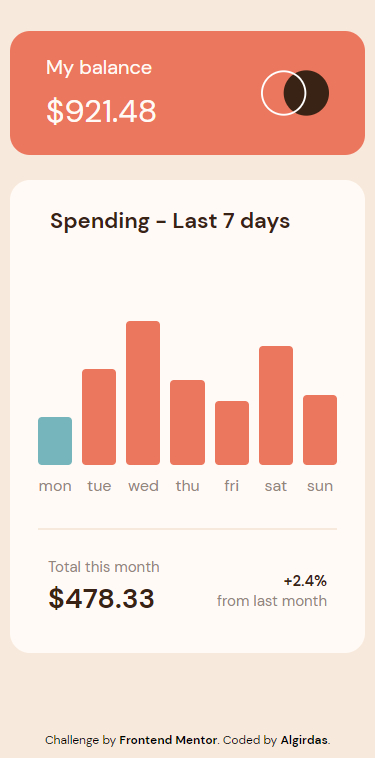 My balance
$921.48
Spending - Last 7 days
mon tue wed thu fri sat sun
Total this month
$478.33
+2.4%
from last month
Challenge by Frontend Mentor. Coded by Algirdas.